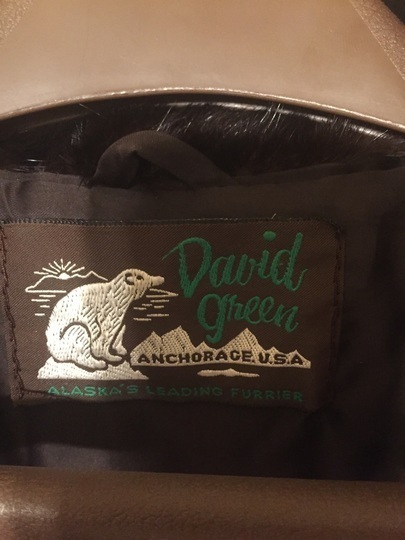 David
green
ANCHORAGE U.S.A
ALASKA'S LEADING FURRIER